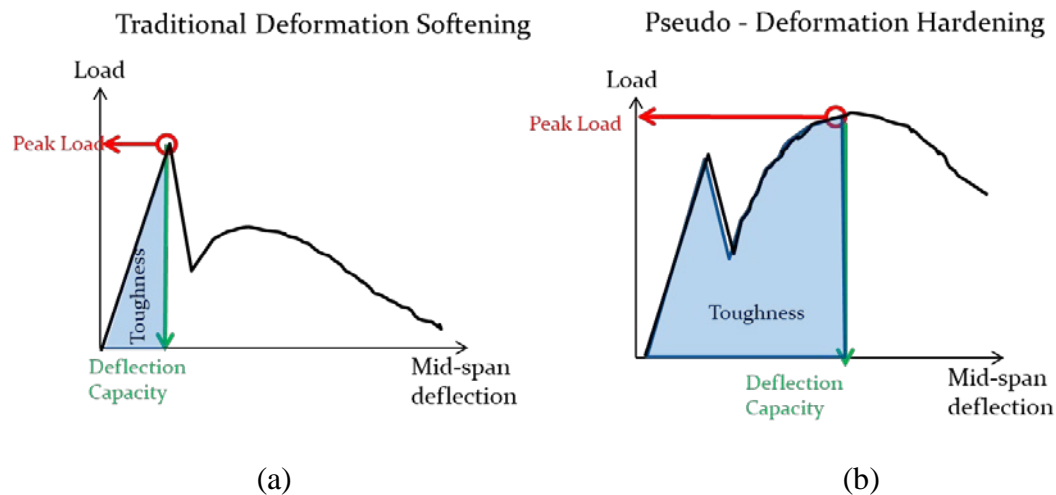 Traditional Deformation Softening
Load
Peak Load
Toughness
Deflection
Capacity
Mid-span
deflection
(a)
Pseudo - Deformation Hardening
Load
Peak Load
Toughness
Deflection
Capacity
Mid-span
deflection
(b)